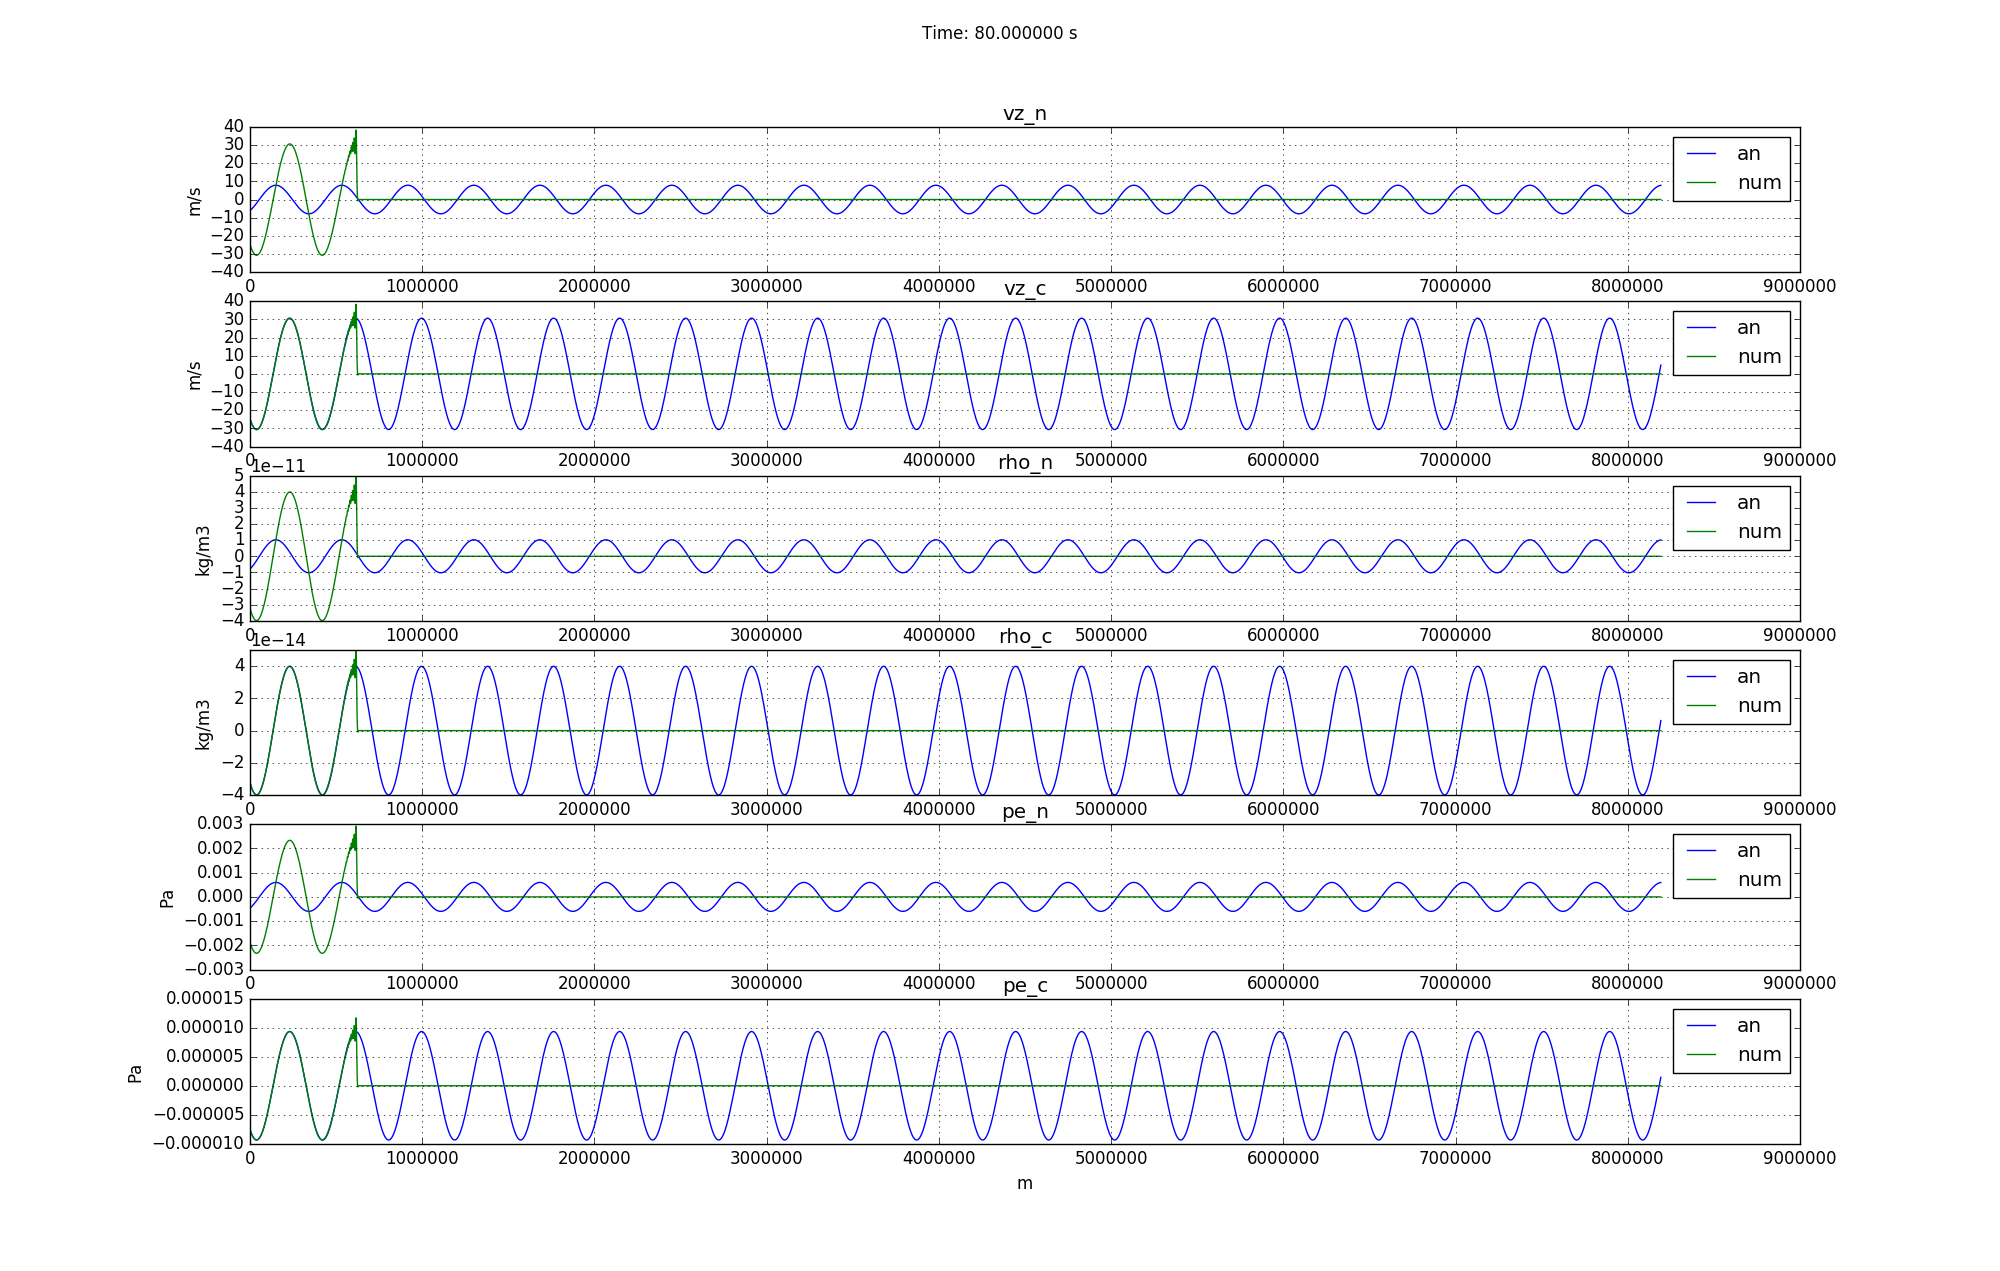 Time: 80.000000 s
vz_n
40
30
20
10
0
−10
−20
−30
−40
m/s
an
num
0 1000000 2000000 3000000 4000000 5000000 6000000 7000000 8000000 9000000
vz_c
40
30
20
10
0
−10
−20
−30
−40
m/s
an
num
0 1000000 2000000 3000000 4000000 5000000 6000000 7000000 8000000 9000000
1e−11
rho_n
5
4
3
2
1
0
−1
−2
−3
−4
kg/m3
an
num
0 1000000 2000000 3000000 4000000 5000000 6000000 7000000 8000000 9000000
1e−14
rho_c
4
2
0
−2
−4
kg/m3
an
num
0 1000000 2000000 3000000 4000000 5000000 6000000 7000000 8000000 9000000
pe_n
0.003
0.002
0.001
0.000
−0.001
−0.002
−0.003
Pa
an
num
0 1000000 2000000 3000000 4000000 5000000 6000000 7000000 8000000 9000000
pe_c
0.000015
0.000010
0.000005
0.000000
−0.000005
−0.000010
Pa
an
num
0 1000000 2000000 3000000 4000000 5000000 6000000 7000000 8000000 9000000
m